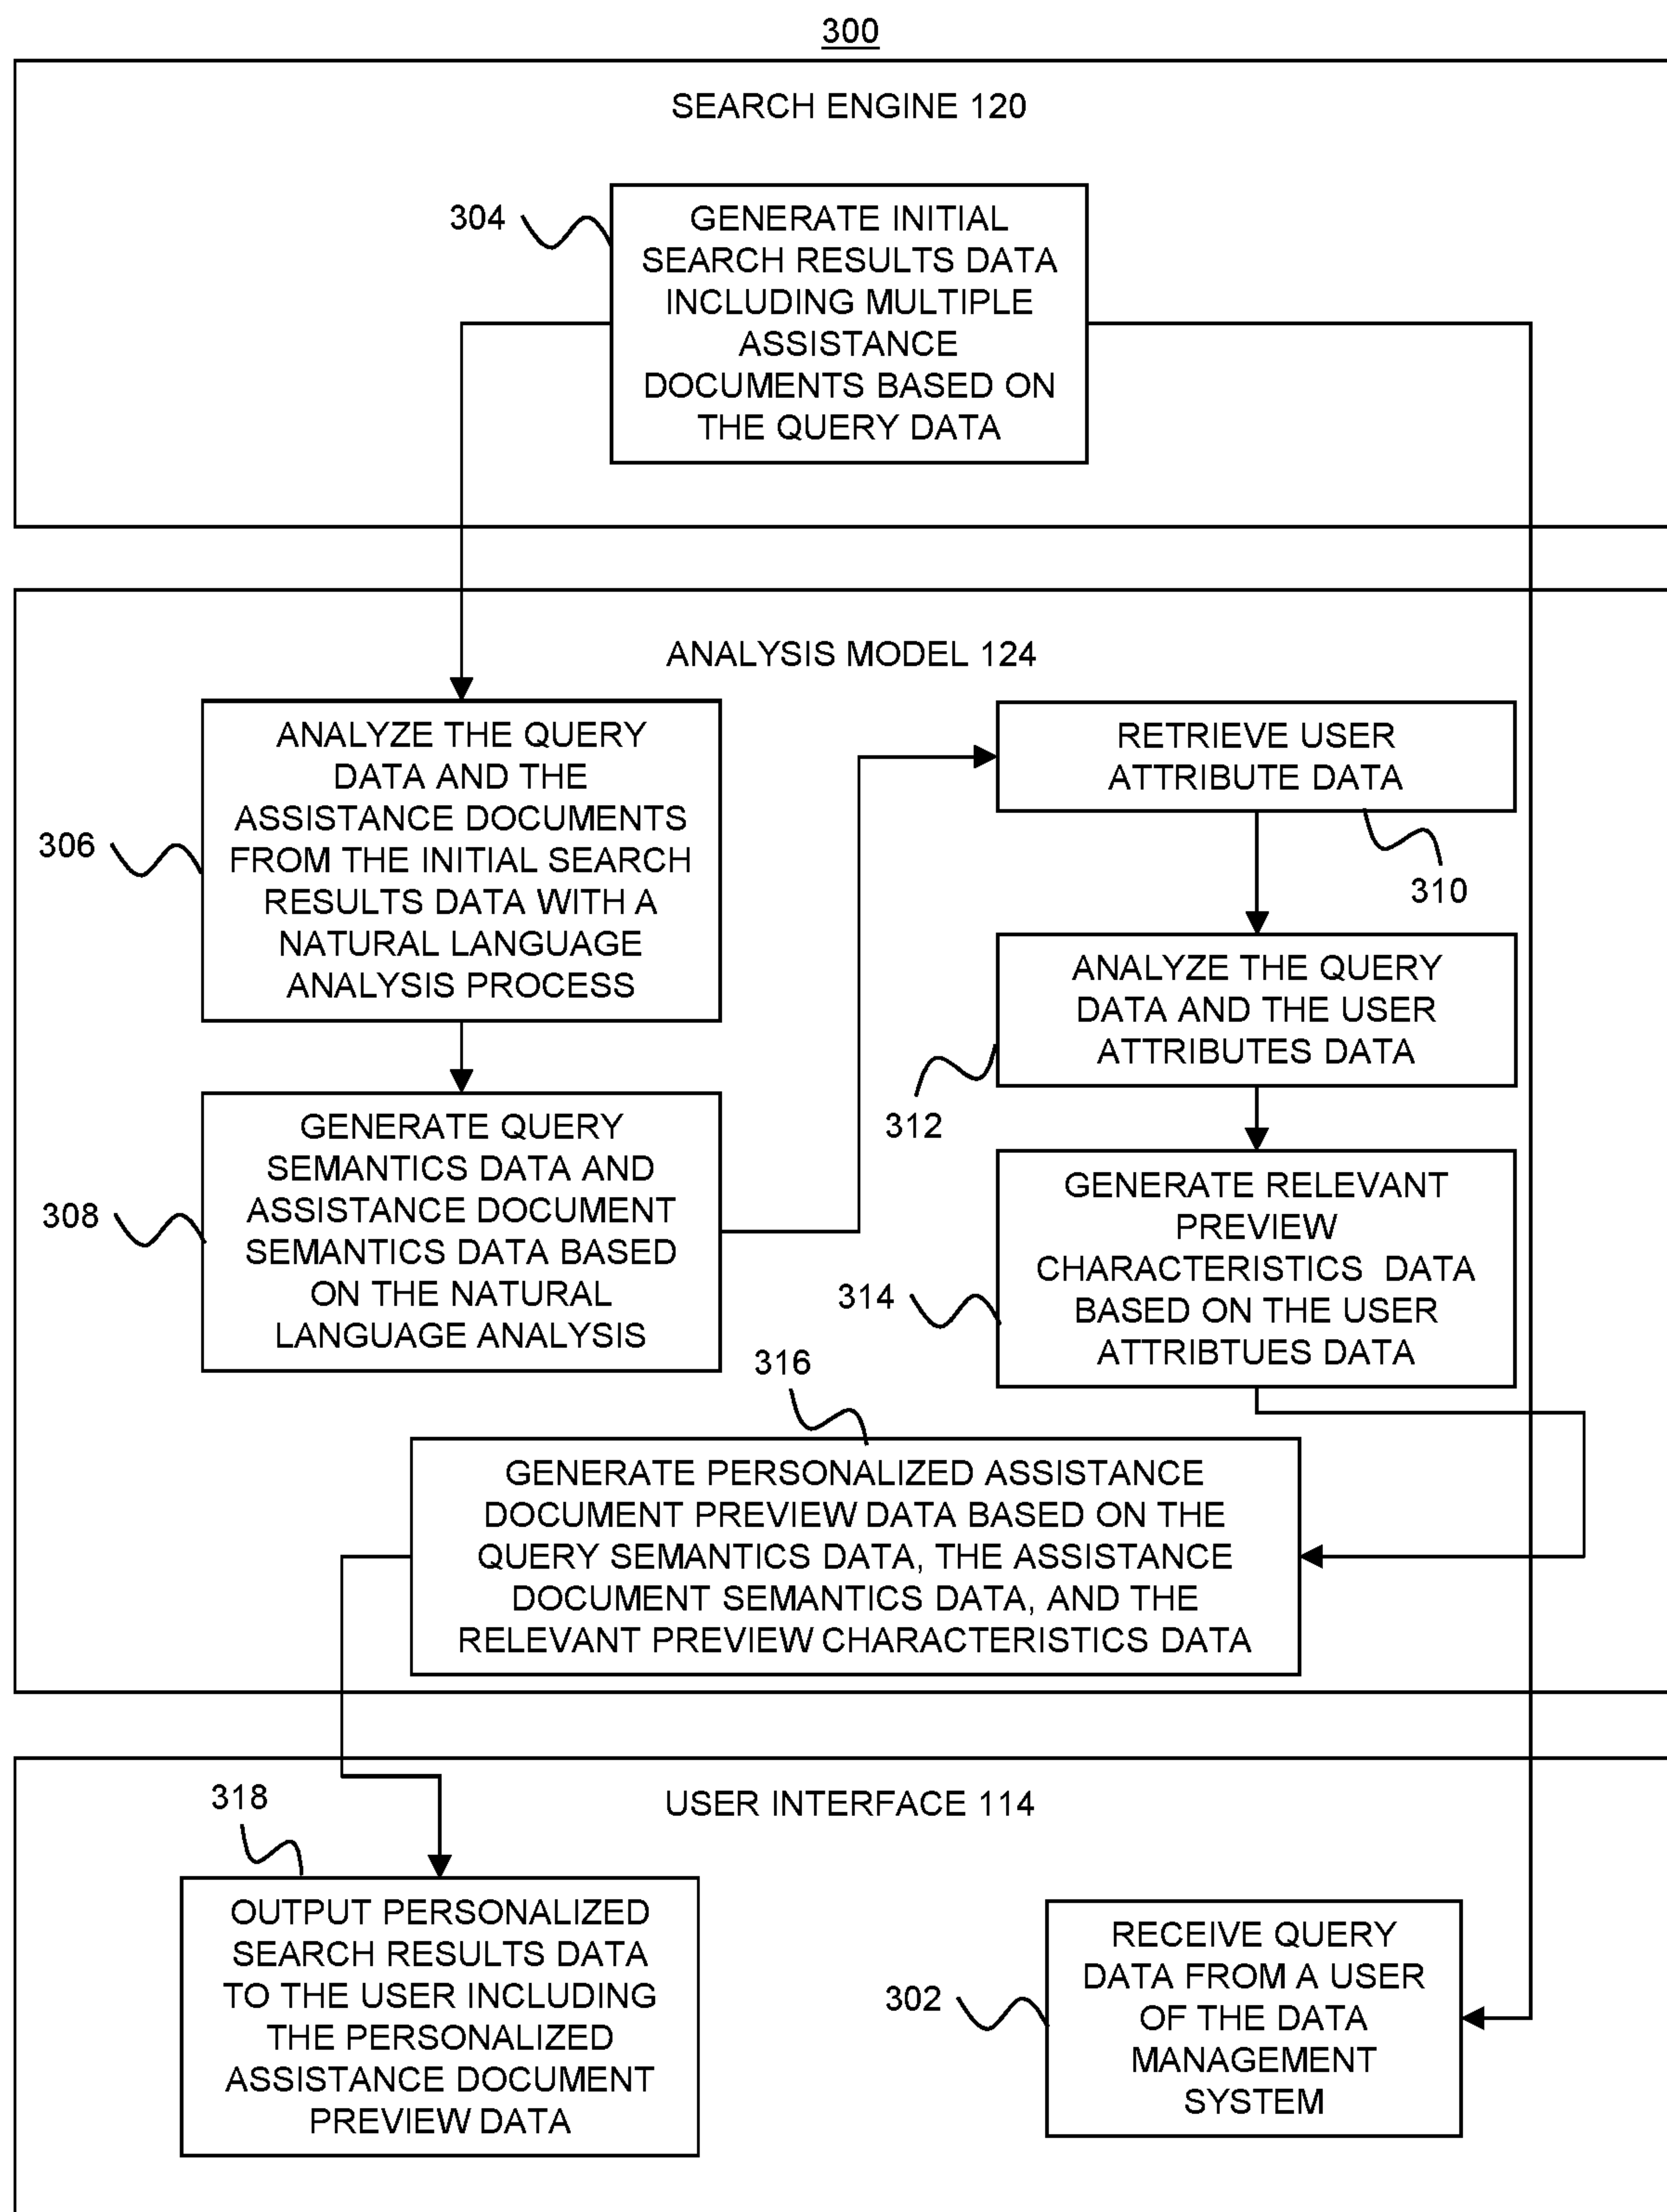 300
SEARCH ENGINE 120
304
GENERATE INITIAL
SEARCH RESULTS DATA
INCLUDING MULTIPLE
ASSISTANCE
DOCUMENTS BASED ON
THE QUERY DATA
ANALYSIS MODEL 124
306
ANALYZE THE QUERY
DATA AND THE
ASSISTANCE DOCUMENTS
FROM THE INITIAL SEARCH
RESULTS DATA WITH A
NATURAL LANGUAGE
ANALYSIS PROCESS
308
GENERATE QUERY
SEMANTICS DATA AND
ASSISTANCE DOCUMENT
SEMANTICS DATA BASED
ON THE NATURAL
LANGUAGE ANALYSIS
RETRIEVE USER
ATTRIBUTE DATA
310
ANALYZE THE QUERY
DATA AND THE USER
ATTRIBUTES DATA
312
GENERATE RELEVANT
PREVIEW
CHARACTERISTICS DATA
BASED ON THE USER
ATTRIBTUES DATA
314
316
GENERATE PERSONALIZED ASSISTANCE
DOCUMENT PREVIEW DATA BASED ON THE
QUERY SEMANTICS DATA, THE ASSISTANCE
DOCUMENT SEMANTICS DATA, AND THE
RELEVANT PREVIEW CHARACTERISTICS DATA
USER INTERFACE 114
318
OUTPUT PERSONALIZED
SEARCH RESULTS DATA
TO THE USER INCLUDING
THE PERSONALIZED
ASSISTANCE DOCUMENT
PREVIEW DATA
302
RECEIVE QUERY
DATA FROM A USER
OF THE DATA
MANAGEMENT
SYSTEM